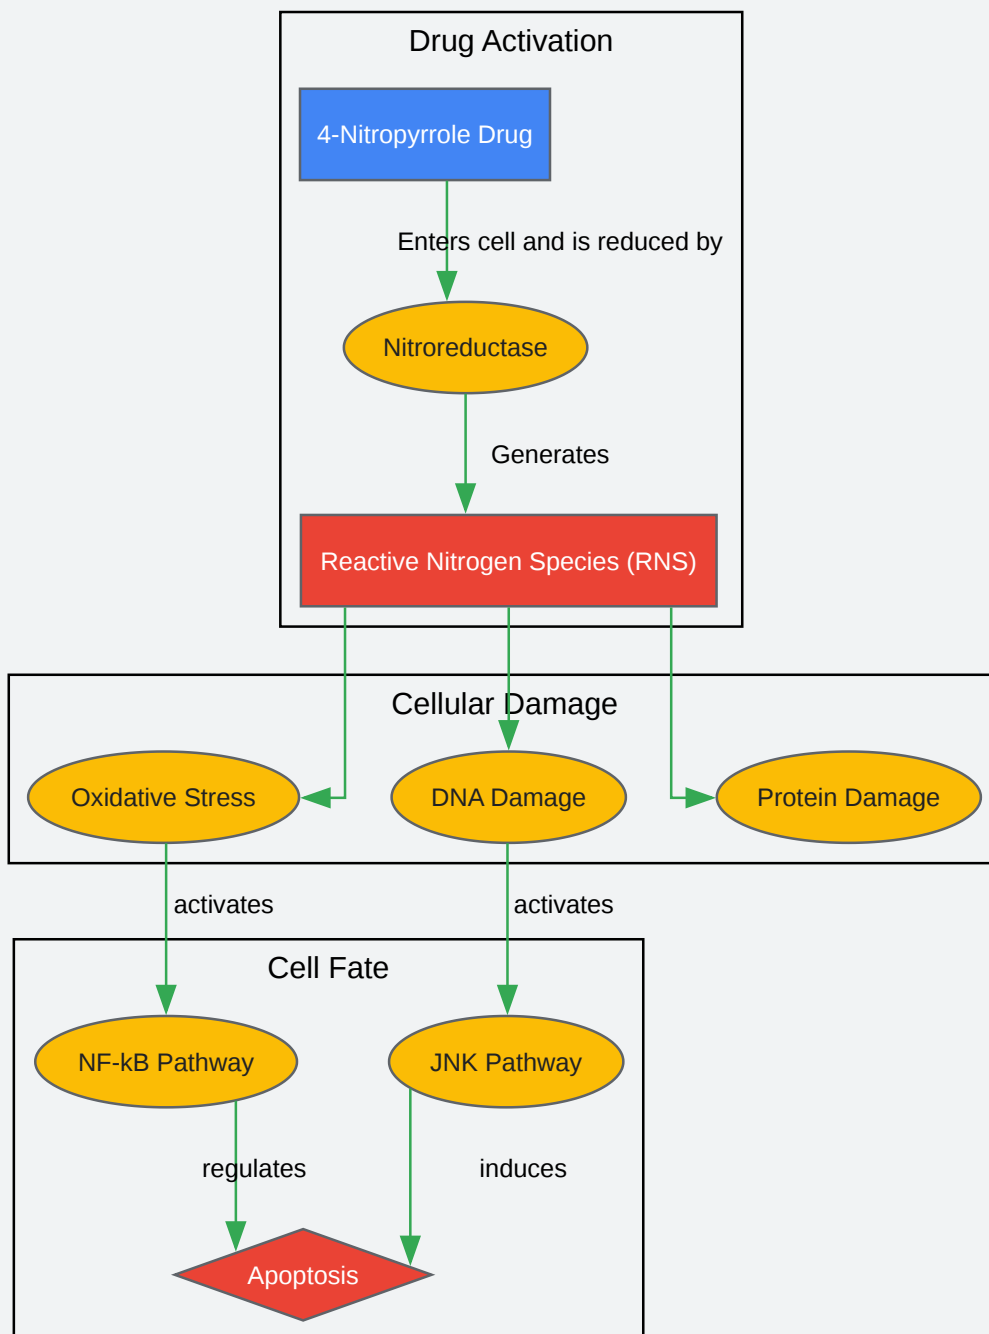 Drug Activation
4-Nitropyrrole Drug
Enters cell and is reduced by
Nitroreductase
Generates
Reactive Nitrogen Species (RNS)
Cellular Damage
Oxidative Stress
DNA Damage
Protein Damage
activates
activates
Cell Fate
NF-kB Pathway
JNK Pathway
regulates
induces
Apoptosis